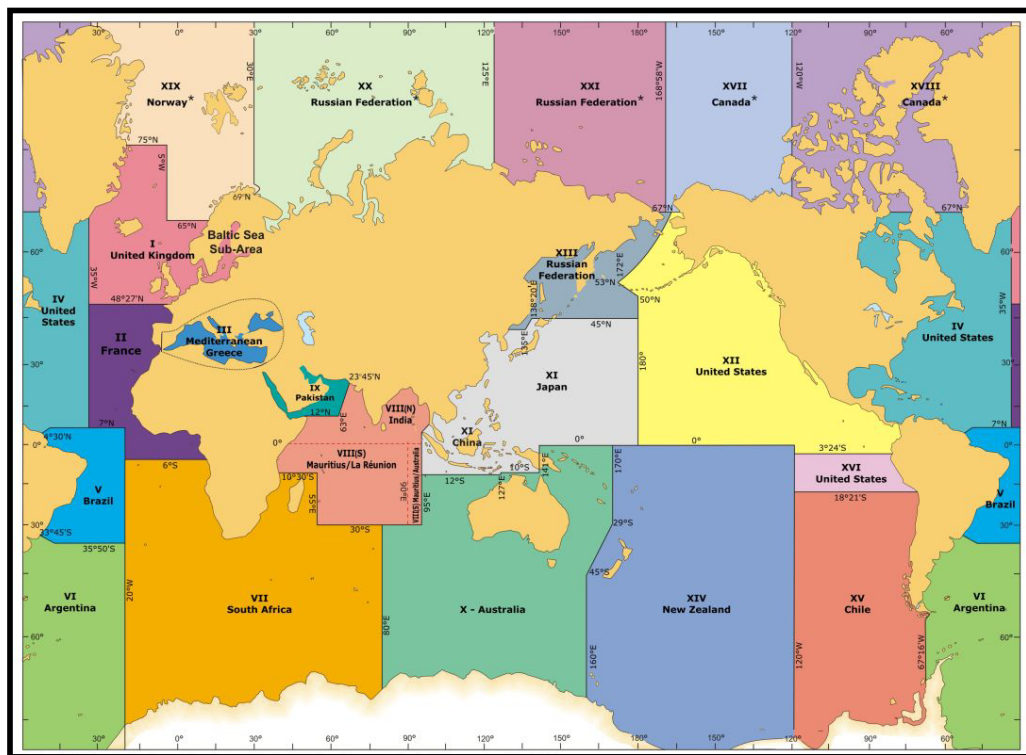 30° 0° 30° 60° 90° 120° 150° 180° 150° 120° 90° 60°
XIX
Norway*
30°E
XX
Russian Federation*
125°E
XXI
Russian Federation*
168°58'W
XVII
Canada*
120°W
XVIII
Canada*
75°N
5°W
69°N
65°N
67°N
67°N
Baltic Sea
Sub-Area
I
United Kingdom
60°
35°W
48°27'N
IV
United
States
XIII
Russian
Federation
172°E
53°N
138°20'E
50°N
45°N
135°E
60°
35°W
IV
United States
II
France
III
Mediterranean
Greece
30°
IX
Pakistan
23°45'N
12°N
63°E
VIII(N)
India
XI
Japan
180°
XII
United States
XI
China
30°
7°N
7°N
4°30'N
0°
0°
0°
0°
0°
3°24'S
6°S
VIII(S)
Mauritius/La Réunion
VIII(S) Mauritius/Australia
90°E
95°E
10°30'S
55°E
12°S
127°E
10°S
141°E
170°E
XVI
United States
18°21'S
V
Brazil
V
Brazil
30°
33°45'S
35°50'S
30°S
29°S
45°S
30°
VI
Argentina
20°W
VII
South Africa
80°E
X - Australia
160°E
XIV
New Zealand
120°W
XV
Chile
67°16'W
VI
Argentina
60°
60°
30° 0° 30° 60° 90° 120° 150° 180° 150° 120° 90° 60°